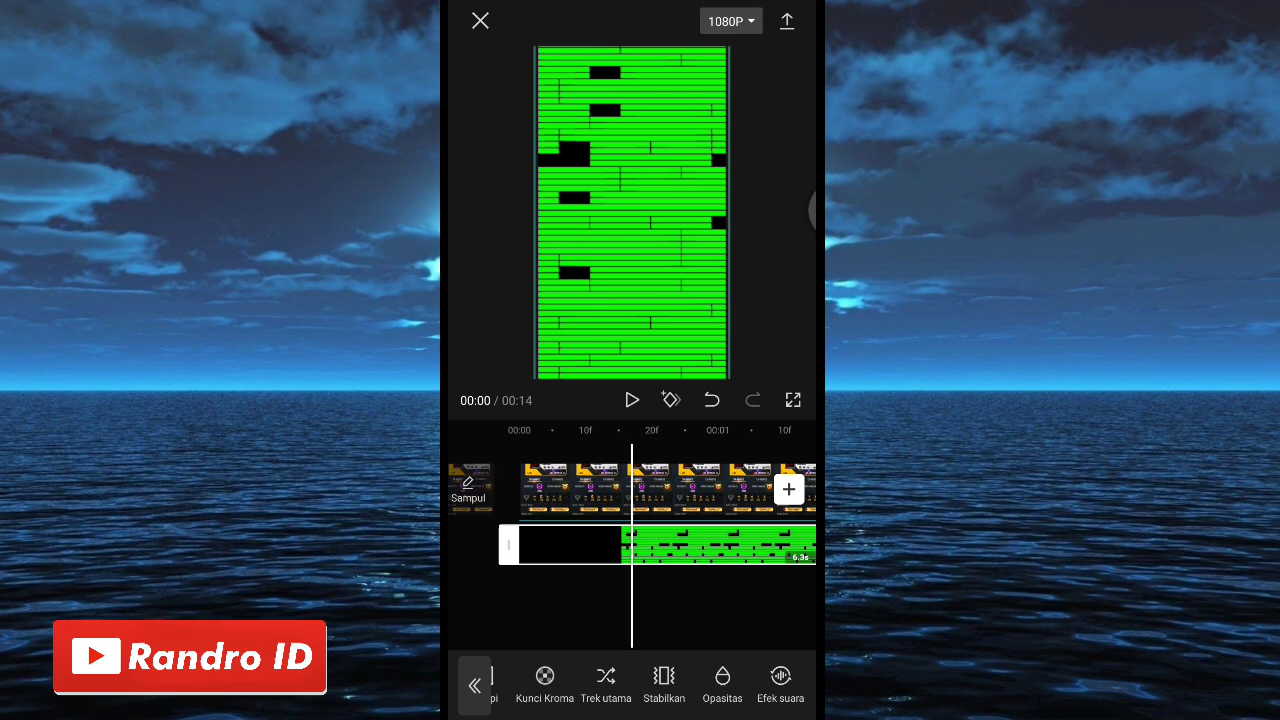 1080P
00:00 / 00:14
00:00 10f 20f 00:01 10f
Sampul
6.3s
pi Kunci Kroma Trek utama Stabilkan Opasitas Efek suara
Randro ID